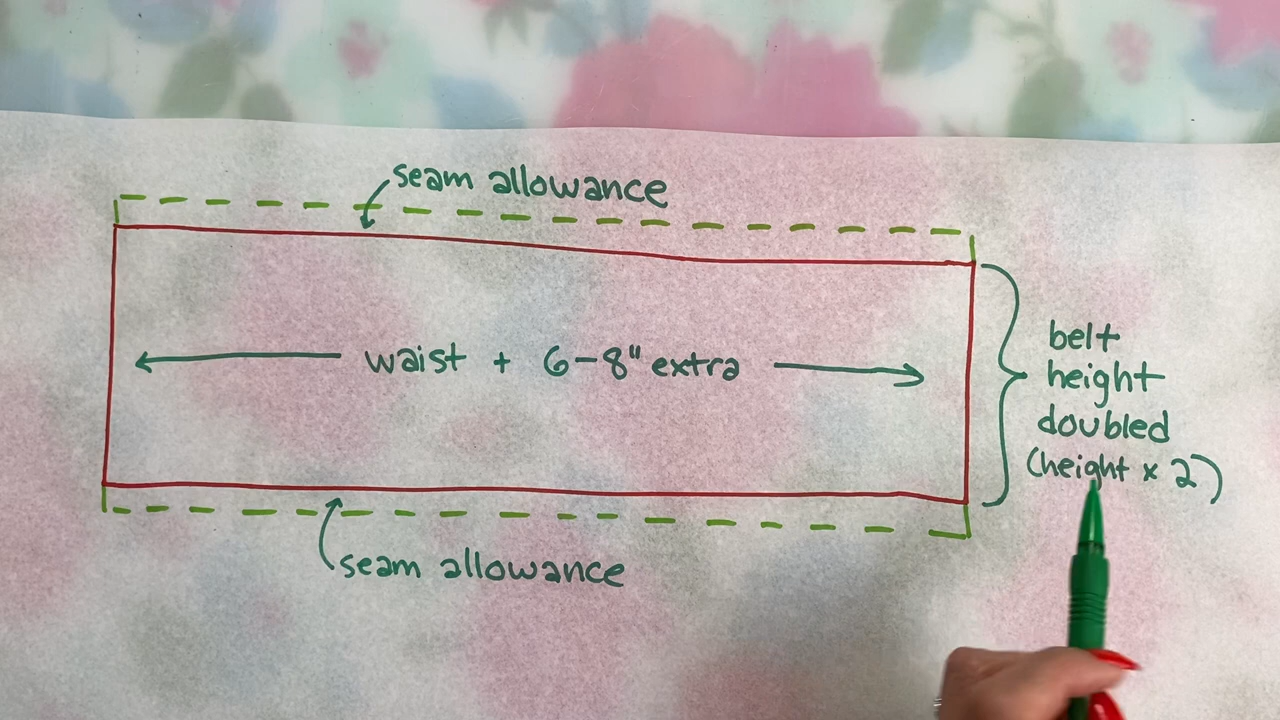 seam allowance
waist + 6-8" extra
belt
height
doubled
(height x 2)
seam allowance